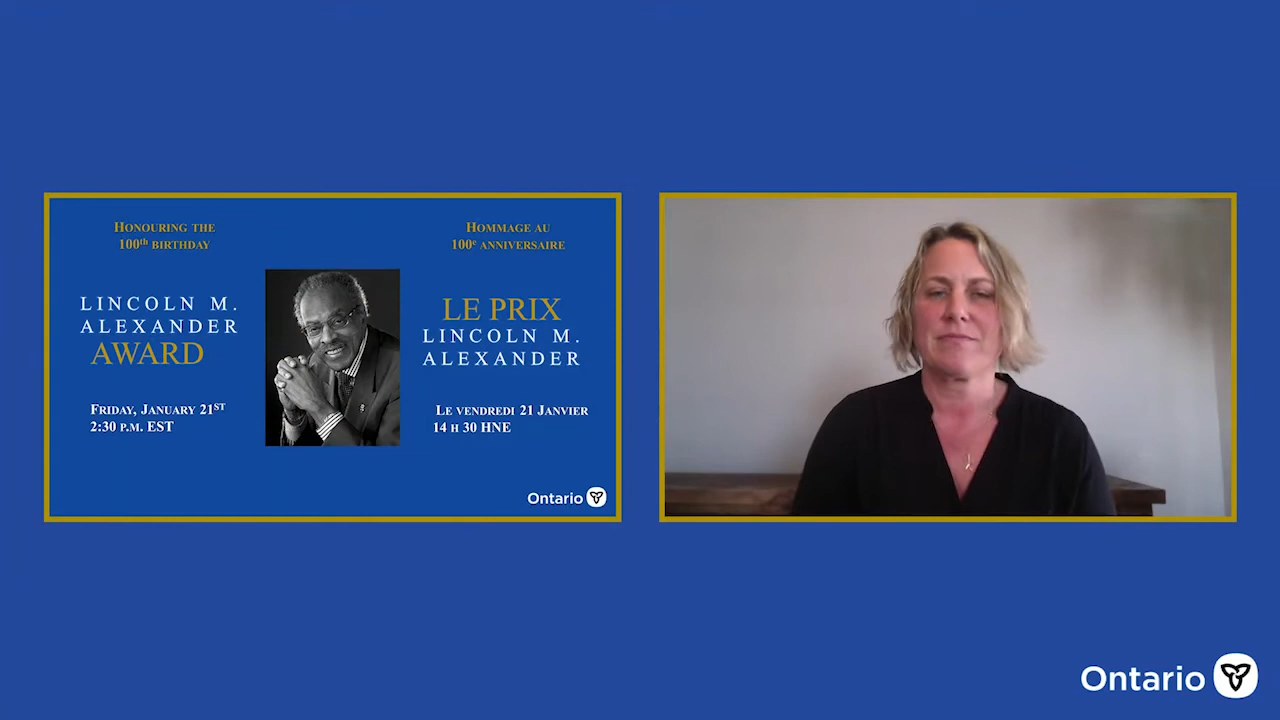 HONOURING THE
100th BIRTHDAY
LINCOLN M.
ALEXANDER
AWARD
FRIDAY, JANUARY 21ST
2:30 P.M. EST
HOMMAGE AU
100e ANNIVERSAIRE
LE PRIX
LINCOLN M.
ALEXANDER
LE VENDREDI 21 JANVIER
14 H 30 HNE
Ontario
Ontario